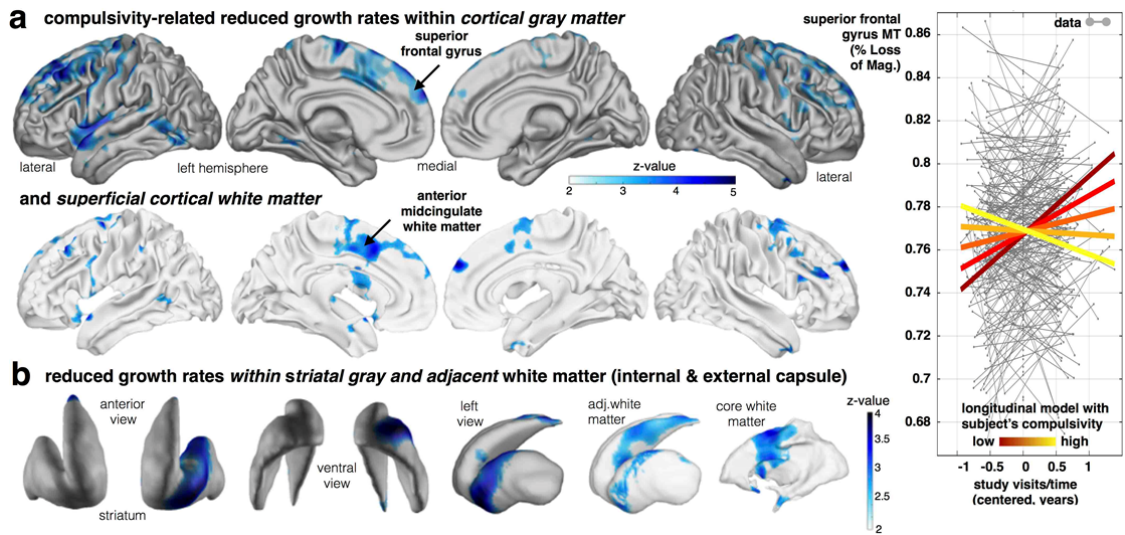 a compulsivity-related reduced growth rates within cortical gray matter
superior
frontal gyrus
lateral
left hemisphere
medial
lateral
z-value
2 3 4 5
and superficial cortical white matter
anterior
midcingulate
white matter
b reduced growth rates within striatal gray and adjacent white matter (internal & external capsule)
anterior
view
striatum
ventral
view
left
view
adj.white
matter
core white
matter
z-value
4
3.5
3
2.5
2
superior frontal
gyrus MT
(% Loss
of Mag.)
data
0.86
0.84
0.82
0.8
0.78
0.76
0.74
0.72
0.7
0.68
longitudinal model with
subject's compulsivity
low high
-1 -0.5 0 0.5 1
study visits/time
(centered, years)